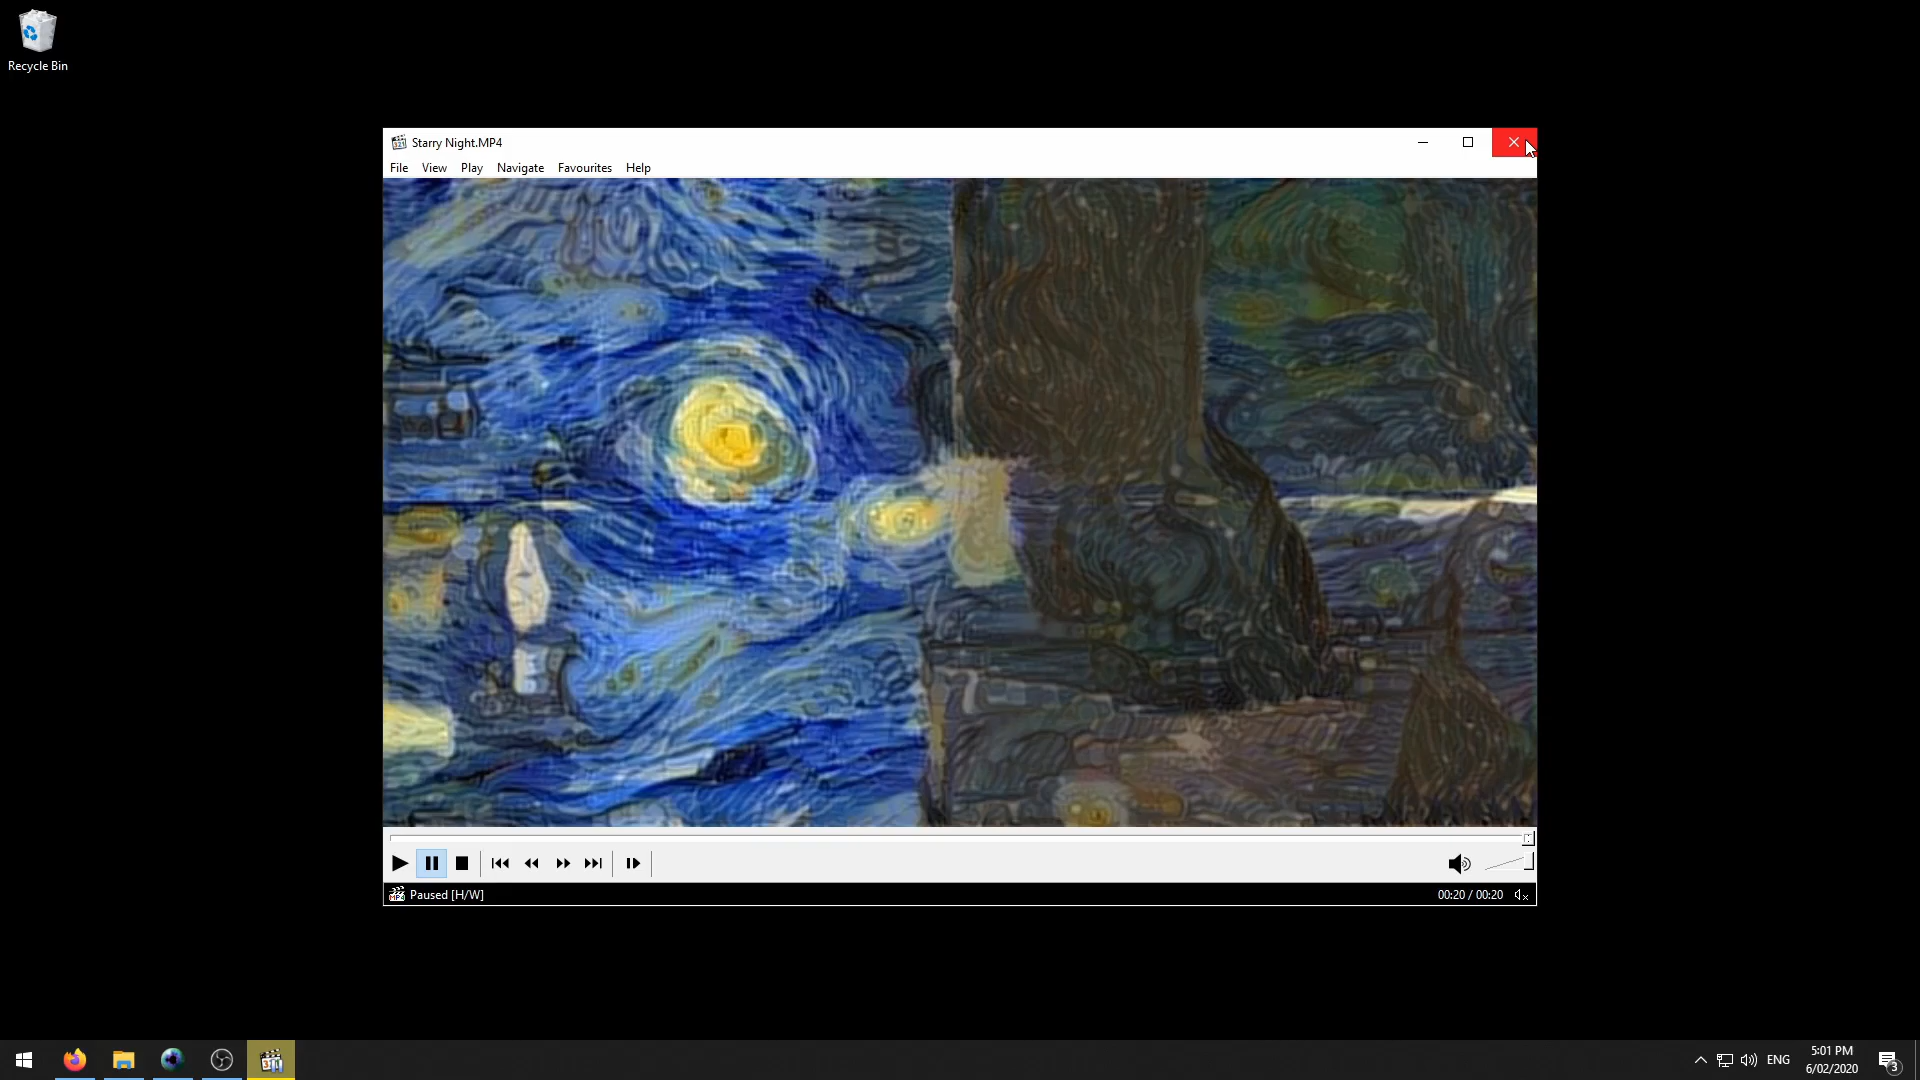 Recycle Bin
Starry Night.MP4
File View Play Navigate Favourites Help
Paused [H/W]
00:20 / 00:20
ENG
5:01 PM
6/02/2020
3